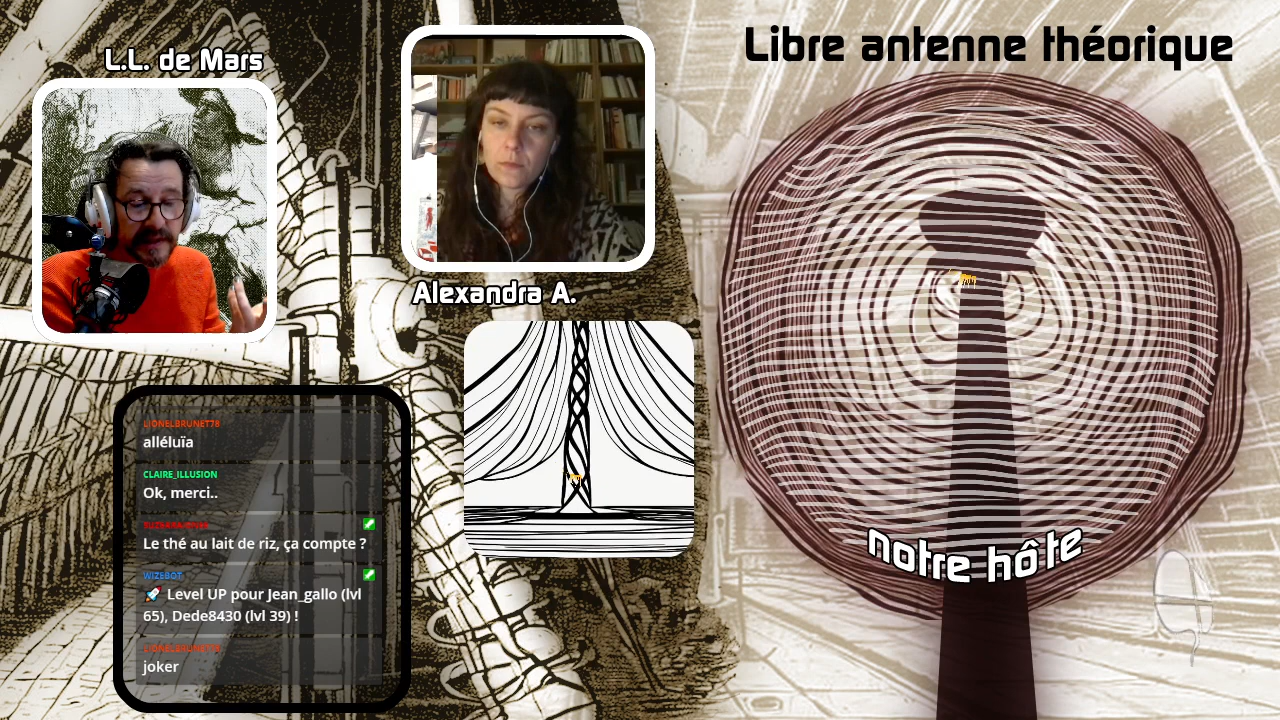 L.L. de Mars
Libre antenne théorique
Alexandra A.
LIONELBRUNET78
alléluïa
CLAIRE_ILLUSION
Ok, merci..
Le thé au lait de riz, ça compte ?
WIZEBOT
🚀 Level UP pour Jean_gallo (lvl
65), Dede8430 (lvl 39) !
LIONELBRUNET78
joker
notre hôte